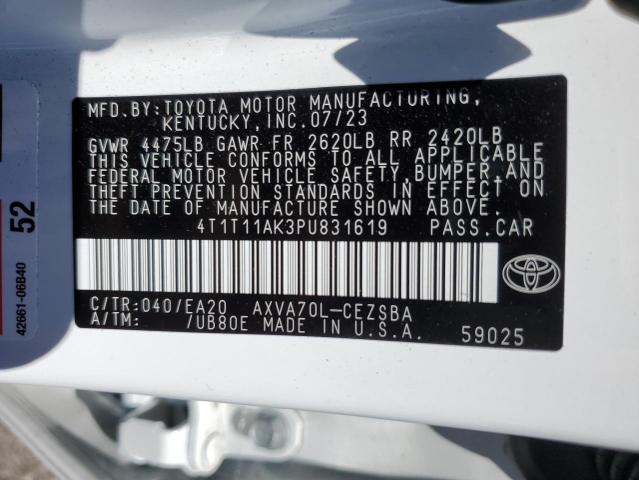 MFD.BY:TOYOTA MOTOR MANUFACTURING,
KENTUCKY,INC.07/23
GVWR 4475LB GAWR FR 2620LB RR 2420LB
THIS VEHICLE CONFORMS TO ALL APPLICABLE
FEDERAL MOTOR VEHICLE SAFETY, BUMPER,AND
THEFT PREVENTION STANDARDS IN EFFECT ON
THE DATE OF MANUFACTURE SHOWN ABOVE.
4T1T11AK3PU831619 PASS.CAR
C/TR:040/EA20 AXVA70L-CEZSBA
A/TM: /UB80E MADE IN U.S.A. 59025
52
42661-06B40